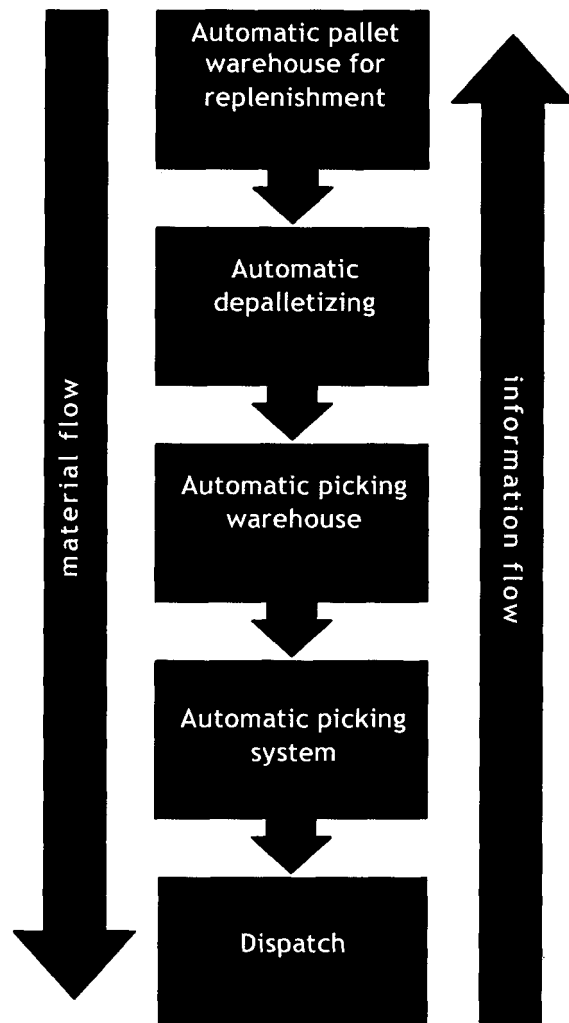 Automatic pallet
warehouse for
replenishment
Automatic
depalletizing
material flow
information flow
Automatic picking
warehouse
Automatic picking
system
Dispatch